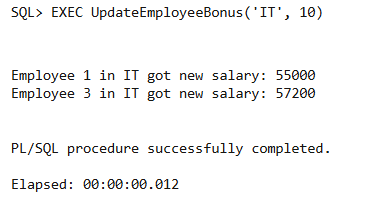 SQL> EXEC UpdateEmployeeBonus('IT', 10)
Employee 1 in IT got new salary: 55000
Employee 3 in IT got new salary: 57200
PL/SQL procedure successfully completed.
Elapsed: 00:00:00.012